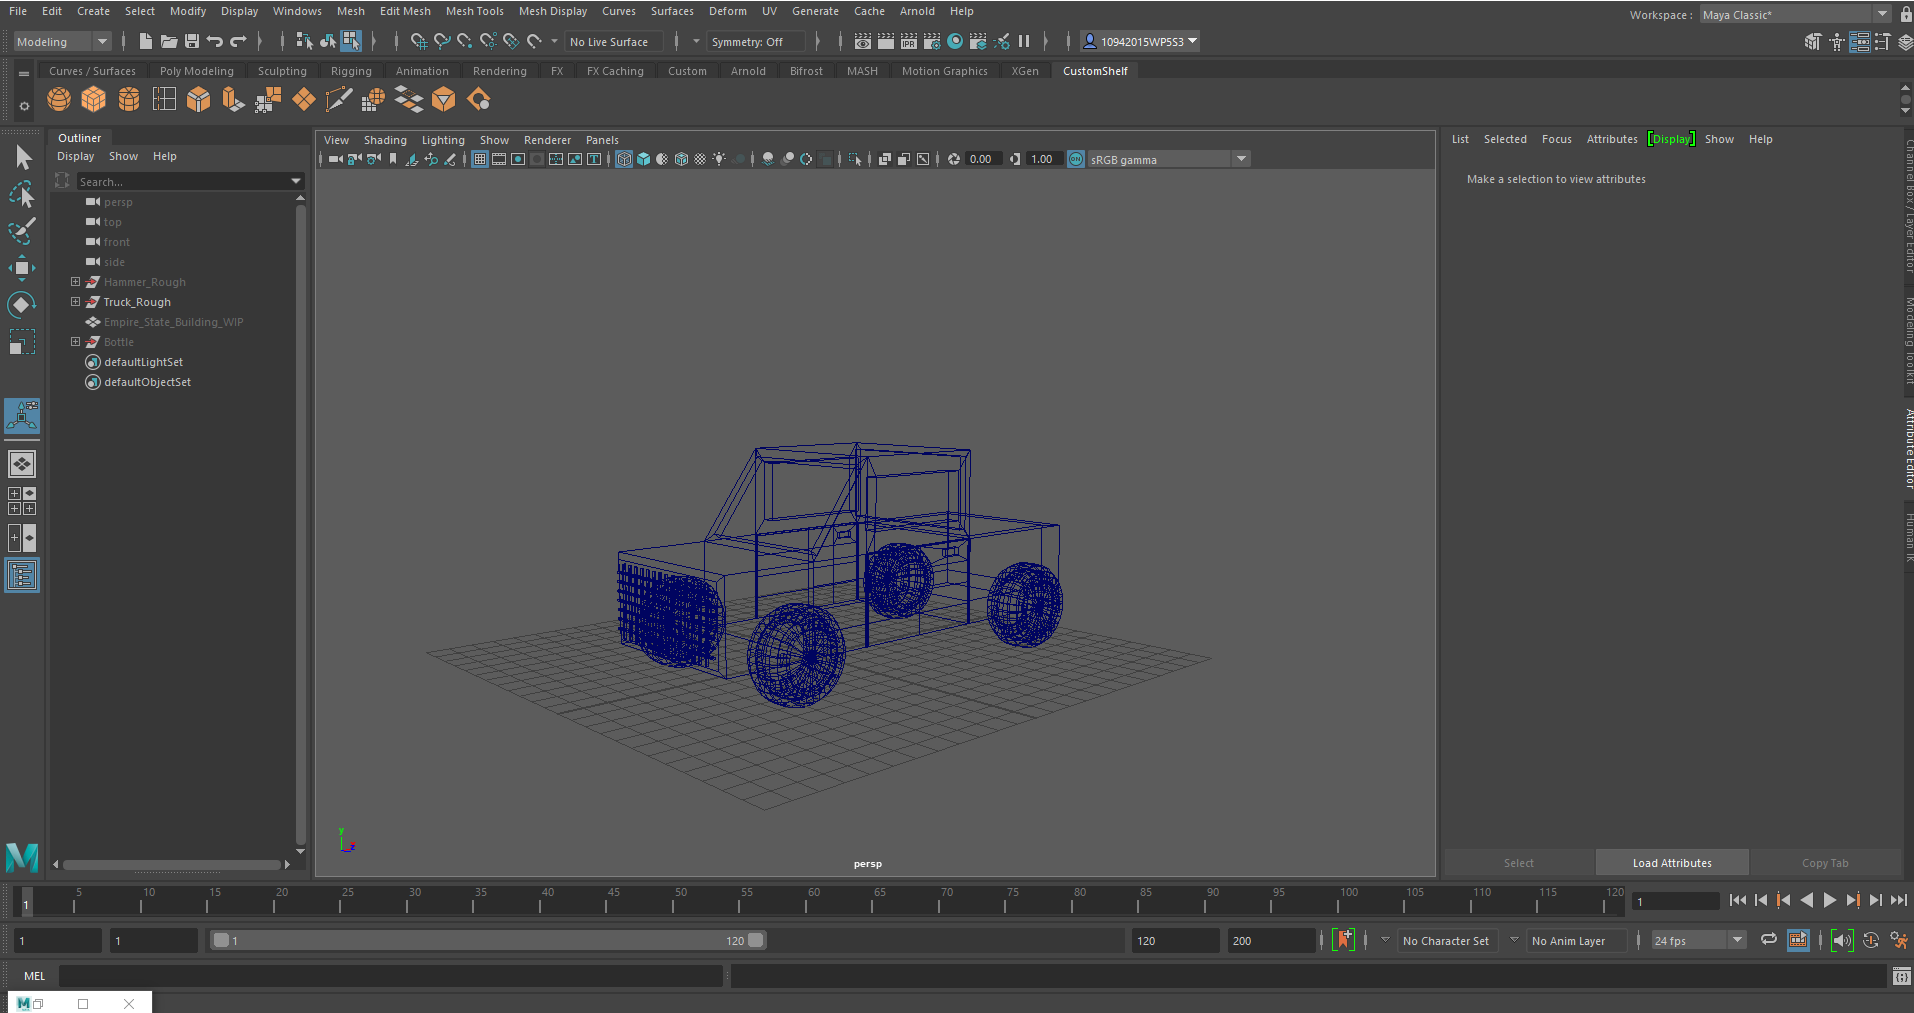 File Edit Create Select Modify Display Windows Mesh Edit Mesh Mesh Tools Mesh Display Curves Surfaces Deform UV Generate Cache Arnold Help
Workspace : Maya Classic*
Modeling No Live Surface Symmetry: Off IPR 10942015WP5S3
Curves / Surfaces Poly Modeling Sculpting Rigging Animation Rendering FX FX Caching Custom Arnold Bifrost MASH Motion Graphics XGen CustomShelf
Outliner
Display Show Help
Search...
persp
top
front
side
Hammer_Rough
Truck_Rough
Empire_State_Building_WIP
Bottle
defaultLightSet
defaultObjectSet
View Shading Lighting Show Renderer Panels
0.00 1.00 ON sRGB gamma
y
z
persp
List Selected Focus Attributes [Display] Show Help
Make a selection to view attributes
Channel Box / Layer Editor
Modeling Toolkit
Attribute Editor
Human IK
Select Load Attributes Copy Tab
1 5 10 15 20 25 30 35 40 45 50 55 60 65 70 75 80 85 90 95 100 105 110 115 120 1
1 1 1 120 120 200 No Character Set No Anim Layer 24 fps
MEL
M